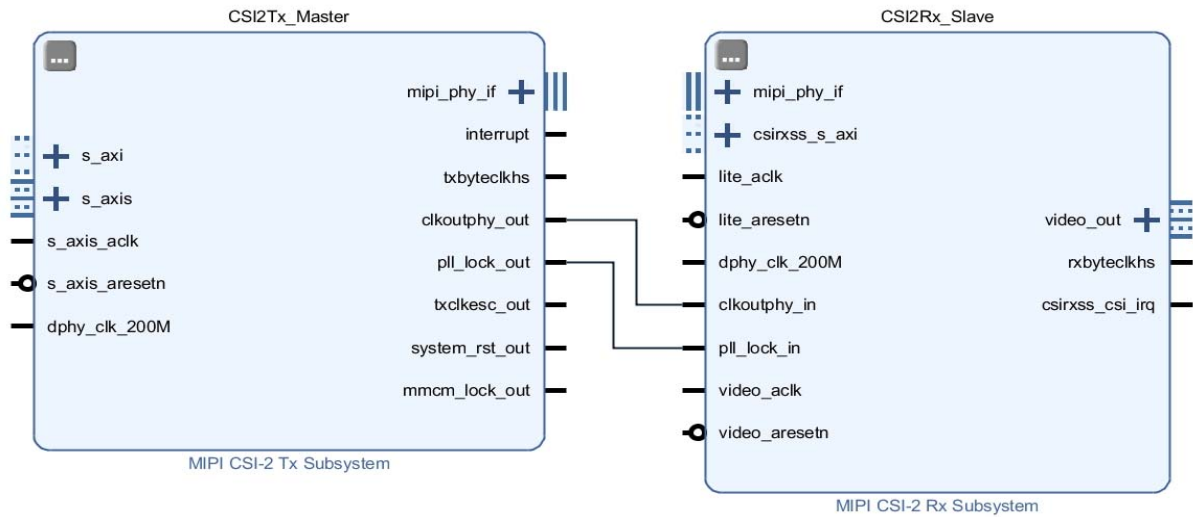 CSI2Tx_Master
...
mipi_phy_if
interrupt
s_axi
txbyteclkhs
s_axis
clkoutphy_out
s_axis_aclk
pll_lock_out
s_axis_aresetn
txclkesc_out
dphy_clk_200M
system_rst_out
mmcm_lock_out
MIPI CSI-2 Tx Subsystem
CSI2Rx_Slave
...
mipi_phy_if
csirxss_s_axi
lite_aclk
lite_aresetn
video_out
dphy_clk_200M
rxbyteclkhs
clkoutphy_in
csirxss_csi_irq
pll_lock_in
video_aclk
video_aresetn
MIPI CSI-2 Rx Subsystem